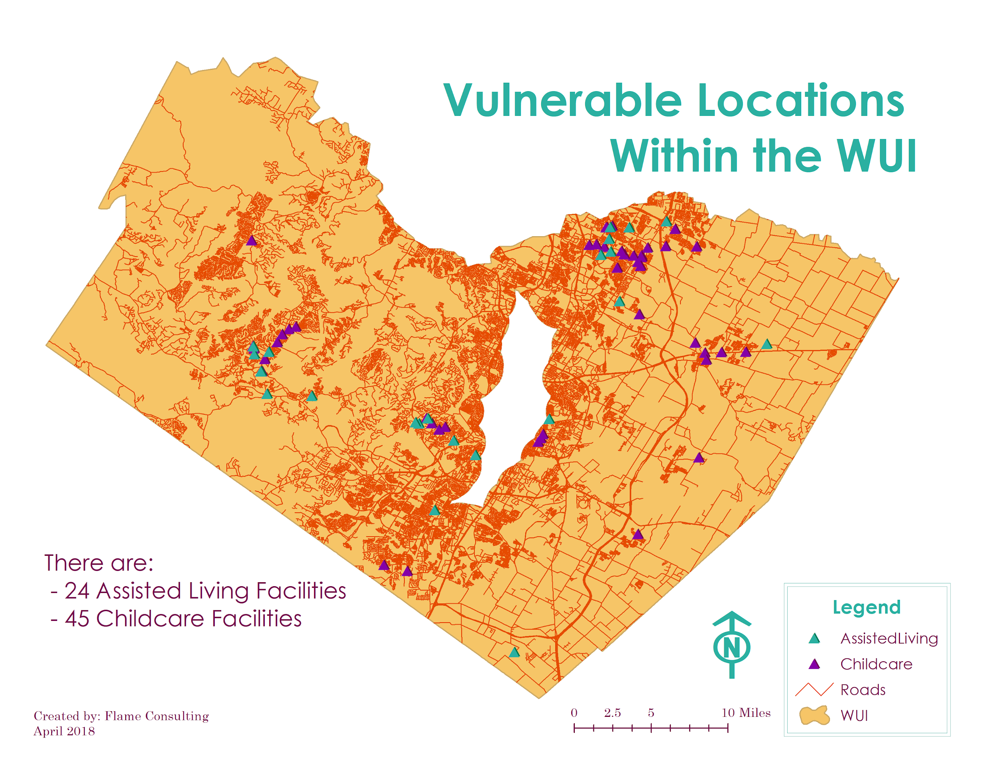 Vulnerable Locations
Within the WUI
There are:
- 24 Assisted Living Facilities
- 45 Childcare Facilities
Created by: Flame Consulting
April 2018
0 2.5 5 10 Miles
N
Legend
AssistedLiving
Childcare
Roads
WUI